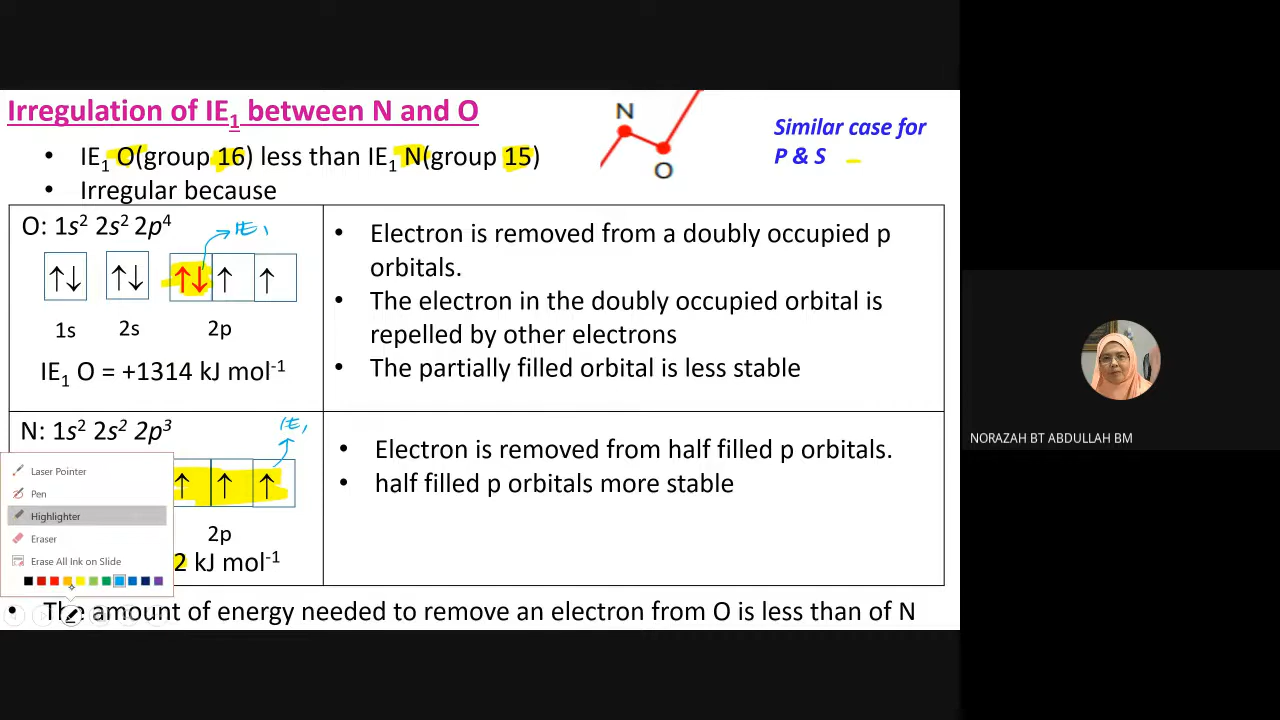 Irregulation of IE₁ between N and O
N
O
Similar case for
P & S
• IE₁ O(group 16) less than IE₁ N(group 15)
• Irregular because
O: 1s² 2s² 2p⁴
IE₁
↑↓ ↑↓ ↑↓ ↑ ↑
1s 2s 2p
IE₁ O = +1314 kJ mol⁻¹
• Electron is removed from a doubly occupied p
orbitals.
• The electron in the doubly occupied orbital is
repelled by other electrons
• The partially filled orbital is less stable
N: 1s² 2s² 2p³
IE₁
↑ ↑ ↑
2p
2 kJ mol⁻¹
• Electron is removed from half filled p orbitals.
• half filled p orbitals more stable
Laser Pointer
Pen
Highlighter
Eraser
Erase All Ink on Slide
• The amount of energy needed to remove an electron from O is less than of N
NORAZAH BT ABDULLAH BM